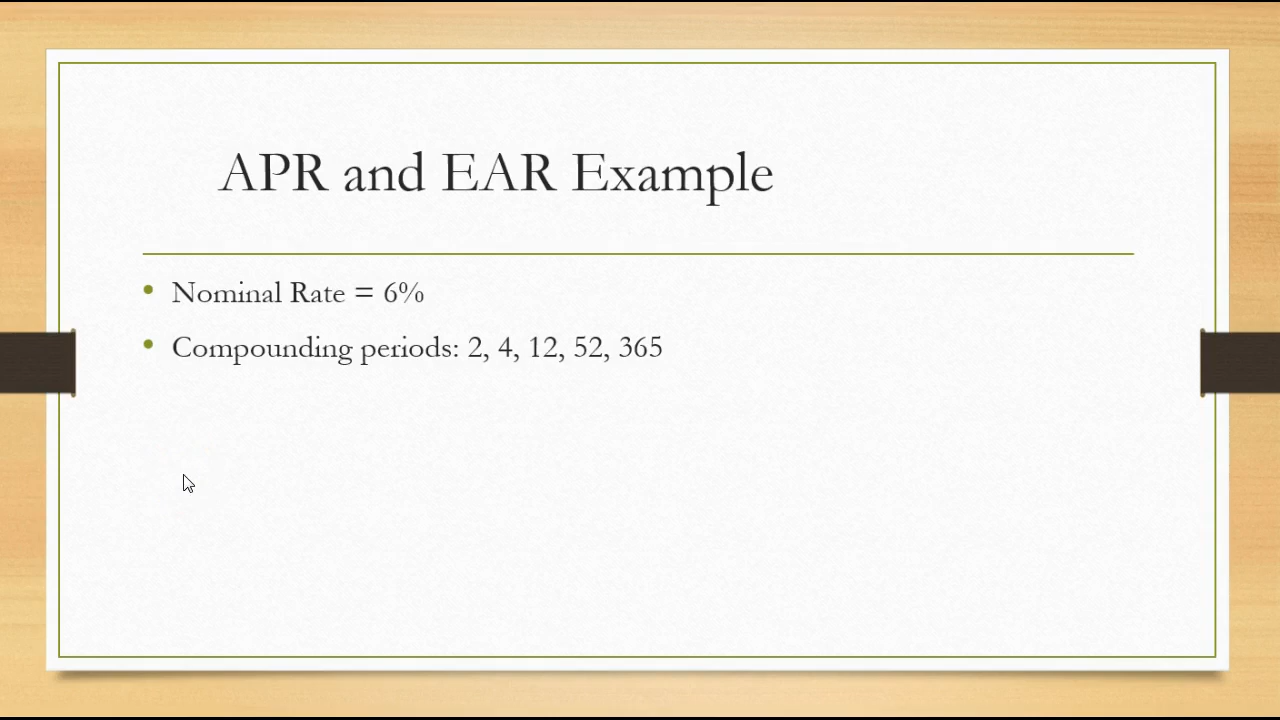 APR and EAR Example
• Nominal Rate = 6%
• Compounding periods: 2, 4, 12, 52, 365